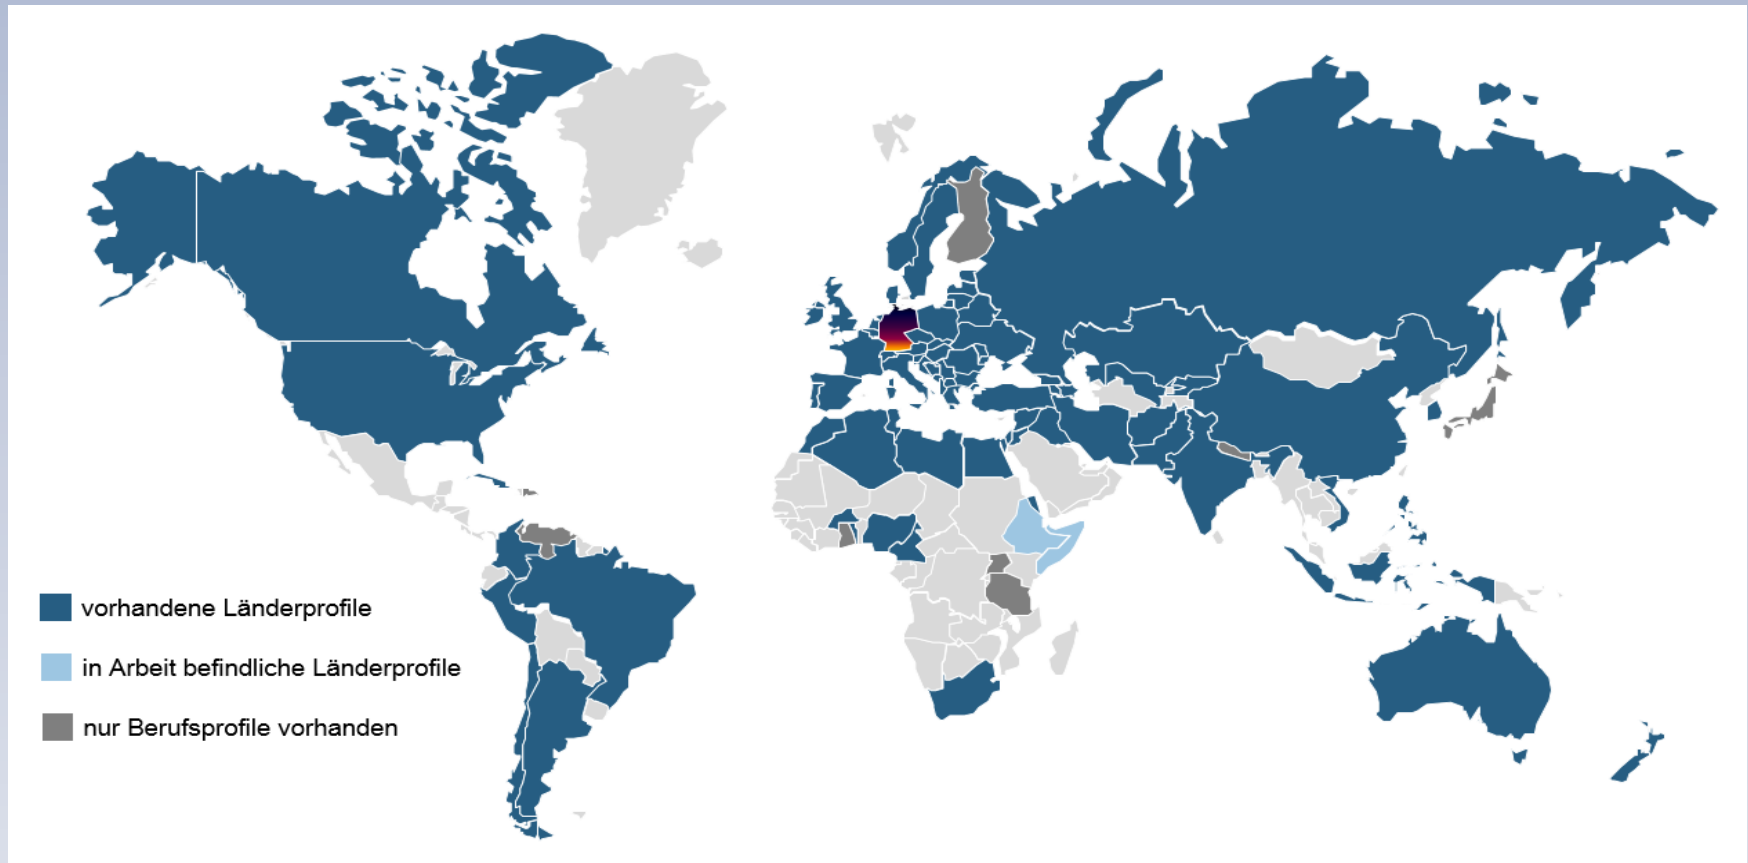 vorhandene Länderprofile
in Arbeit befindliche Länderprofile
nur Berufsprofile vorhanden